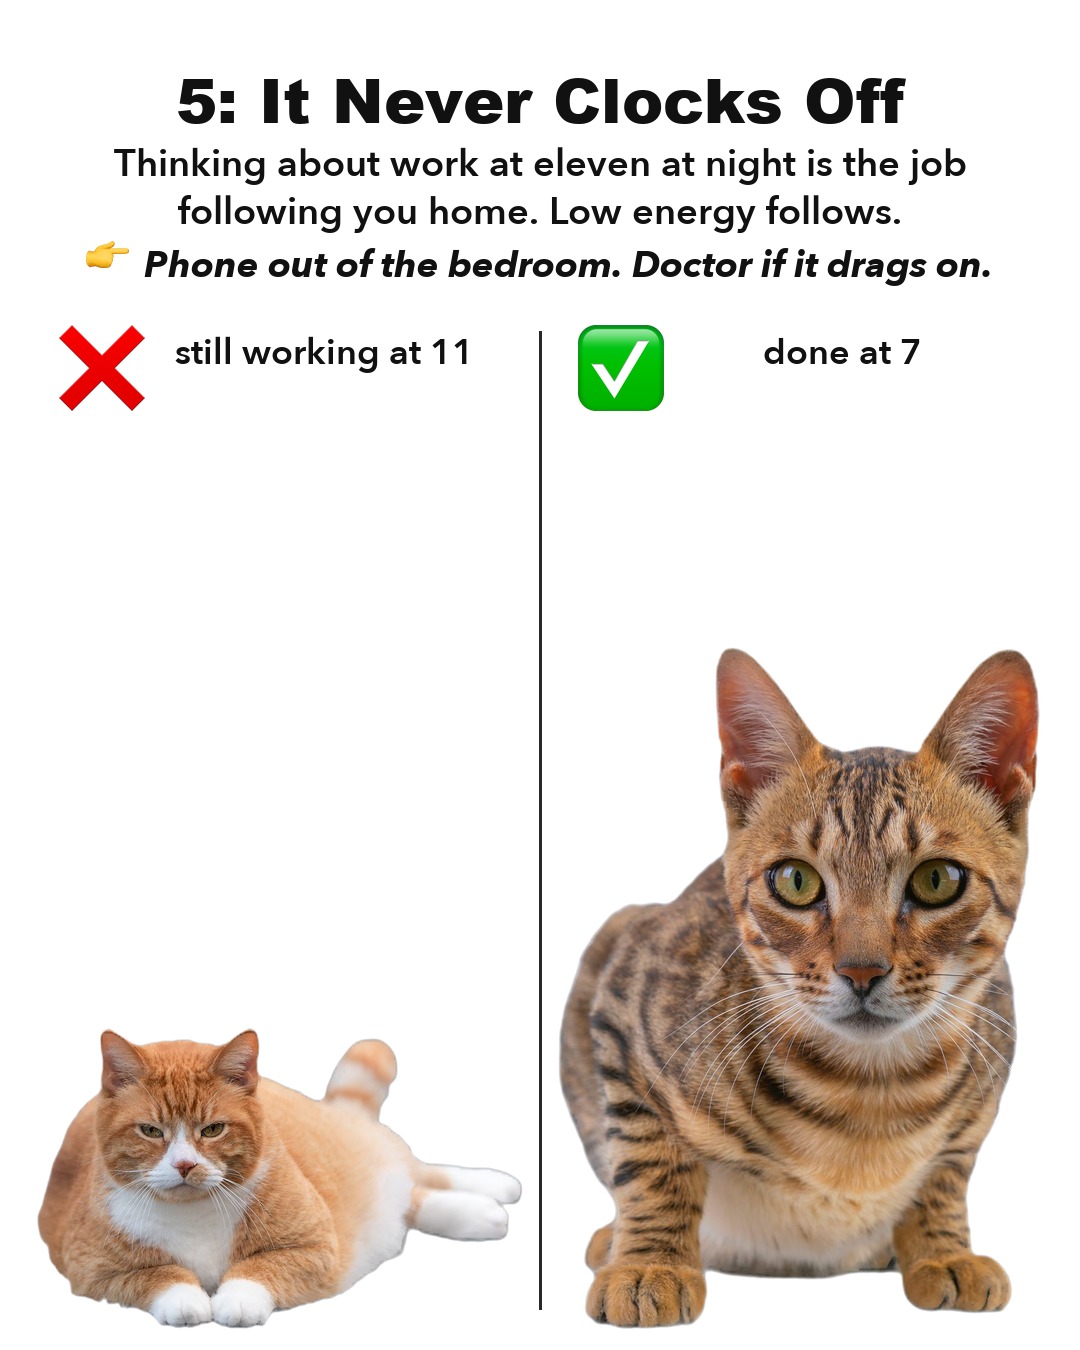 5: It Never Clocks Off
Thinking about work at eleven at night is the job
following you home. Low energy follows.
👉 Phone out of the bedroom. Doctor if it drags on.
still working at 11
done at 7